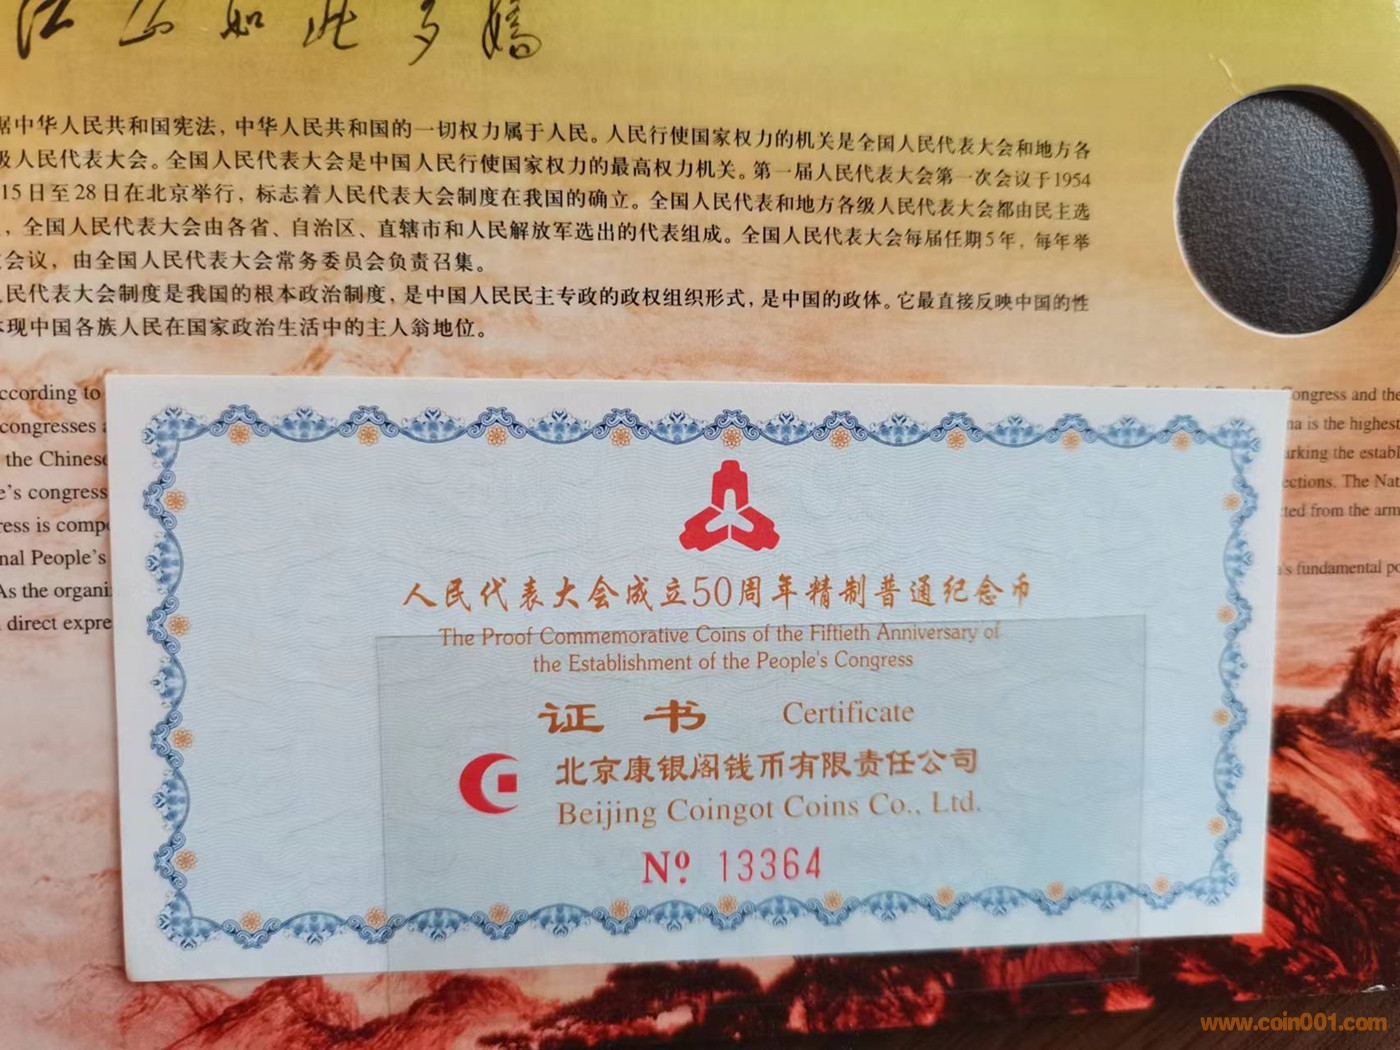 江山如此多娇
据中华人民共和国宪法，中华人民共和国的一切权力属于人民。人民行使国家权力的机关是全国人民代表大会和地方各
级人民代表大会。全国人民代表大会是中国人民行使国家权力的最高权力机关。第一届人民代表大会第一次会议于1954
15日至28日在北京举行，标志着人民代表大会制度在我国的确立。全国人民代表和地方各级人民代表大会都由民主选
，全国人民代表大会由各省、自治区、直辖市和人民解放军选出的代表组成。全国人民代表大会每届任期5年，每年举
会议，由全国人民代表大会常务委员会负责召集。
民代表大会制度是我国的根本政治制度，是中国人民民主专政的政权组织形式，是中国的政体。它最直接反映中国的性
体现中国各族人民在国家政治生活中的主人翁地位。
ccording to
congresses
the Chinese
e's congress
ress is comp
nal People's
As the organi
direct expre
Congress and the
na is the highest
arking the establ
ections. The Nat
ted from the arm
a's fundamental po
人民代表大会成立50周年精制普通纪念币
The Proof Commemorative Coins of the Fiftieth Anniversary of
the Establishment of the People's Congress
证书 Certificate
北京康银阁钱币有限责任公司
Beijing Coingot Coins Co., Ltd.
Nº 13364
www.coin001.com